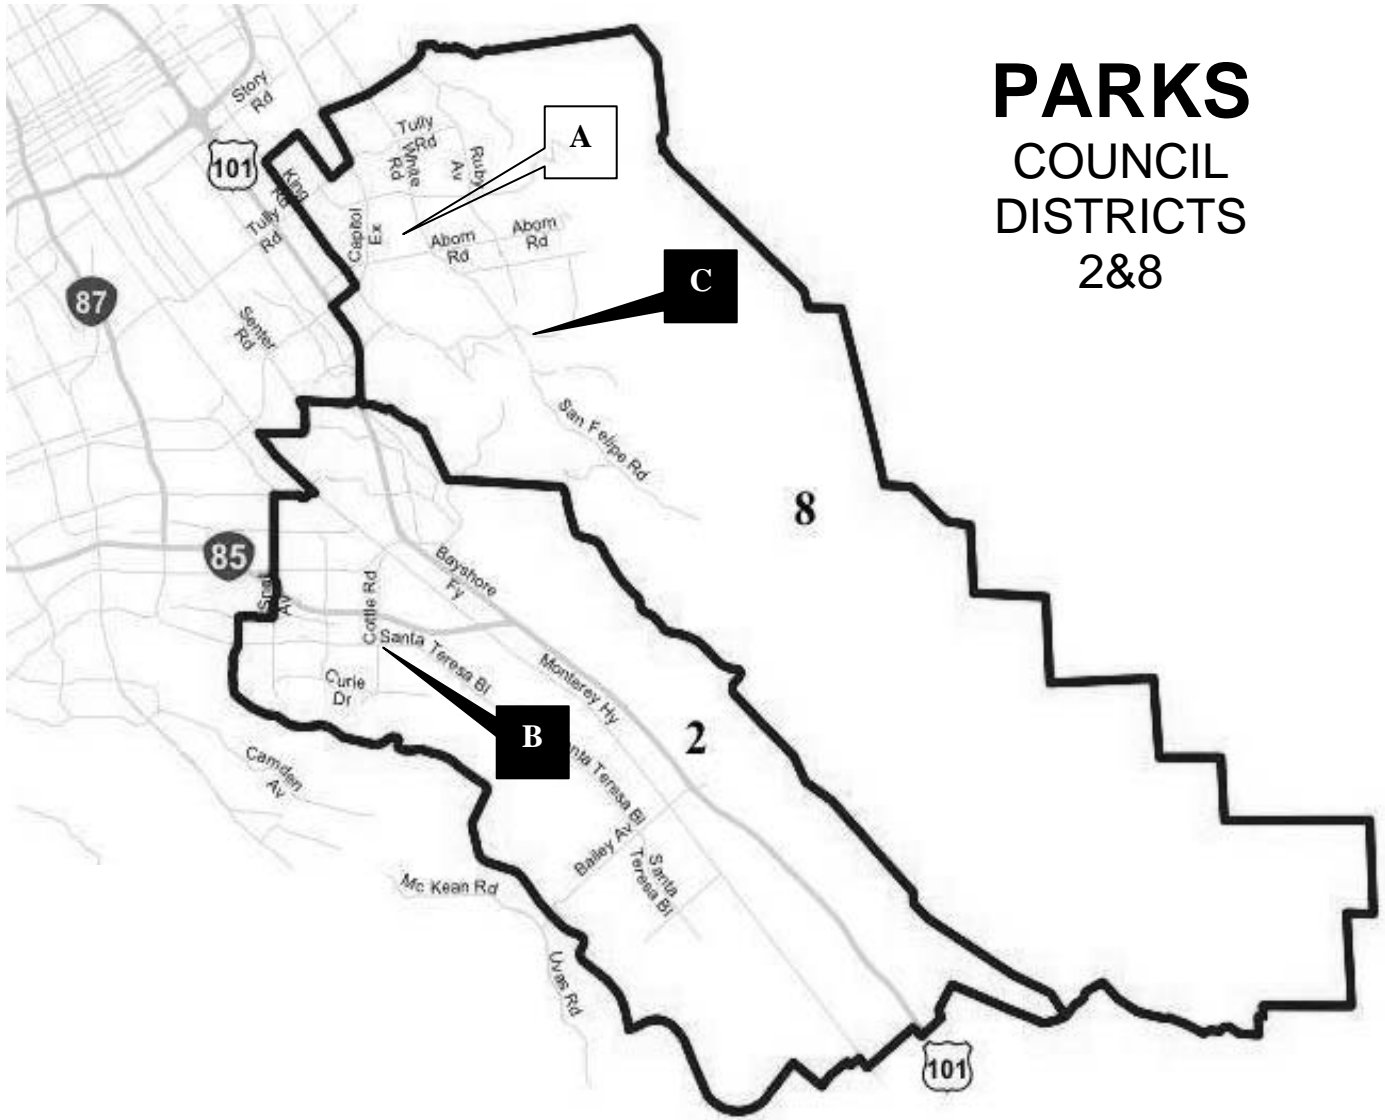 PARKS
COUNCIL
DISTRICTS
2&8
Story
Rd
101
Tully
Rd
White
Rd
Ruby
Av
A
King
Rd
Tully
Rd
Capitol
Ex
Aborn
Rd
Aborn
Rd
C
87
Senter
Rd
San Felipe Rd
8
85
Bayshore
Fy
Av
Cottle Rd
Santa Teresa Bl
Curie
Dr
Monterey Hy
B
2
Santa Teresa Bl
Camden
Av
Bailey Av
Santa
Teresa Bl
Mc Kean Rd
Uvas Rd
101